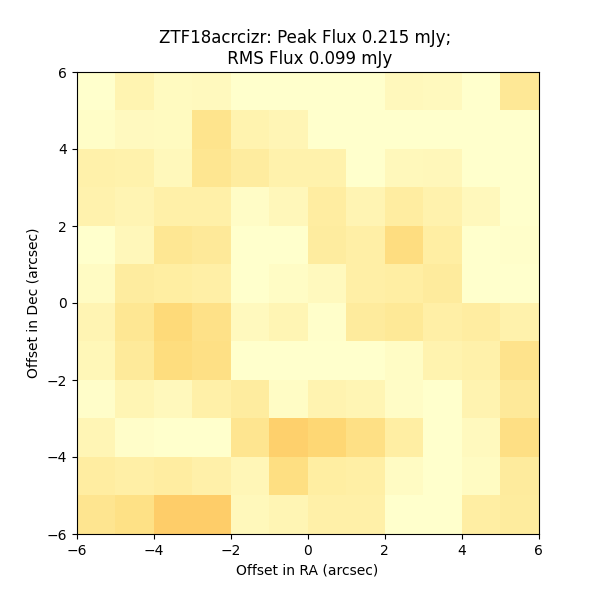 ZTF18acrcizr: Peak Flux 0.215 mJy;
RMS Flux 0.099 mJy
6
4
2
0
−2
−4
−6
Offset in Dec (arcsec)
−6 −4 −2 0 2 4 6
Offset in RA (arcsec)